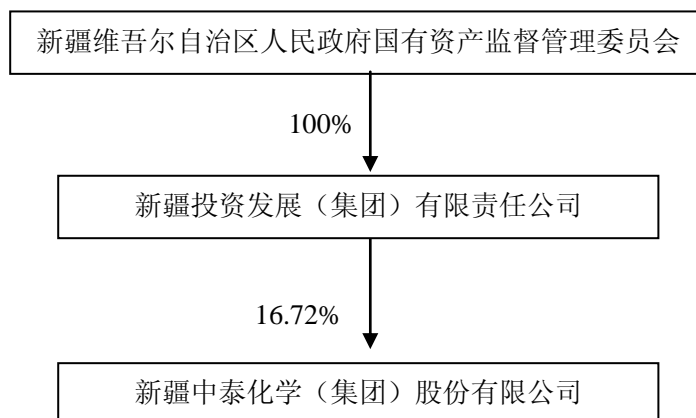 新疆维吾尔自治区人民政府国有资产监督管理委员会
100%
新疆投资发展（集团）有限责任公司
16.72%
新疆中泰化学（集团）股份有限公司